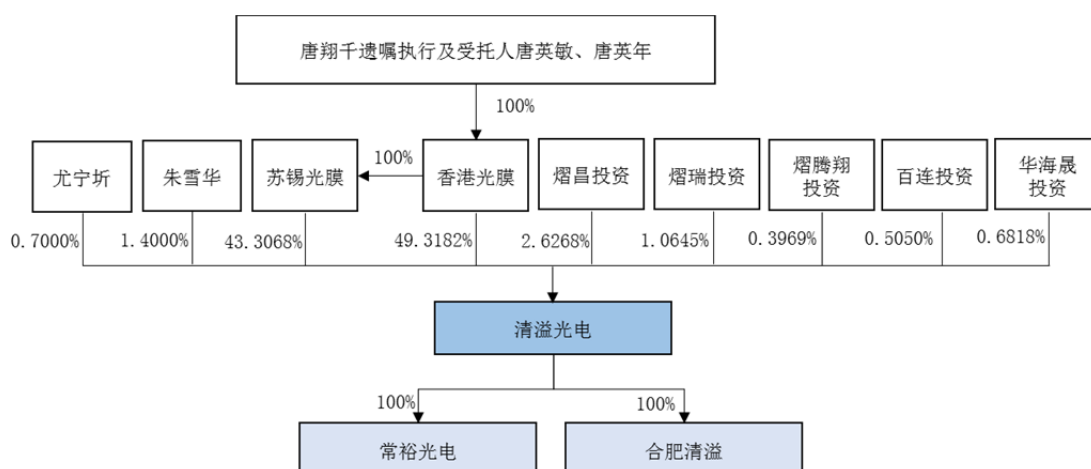 唐翔千遗嘱执行及受托人唐英敏、唐英年
100%
尤宁圻
朱雪华
苏锡光膜
100%
香港光膜
熠昌投资
熠瑞投资
熠腾翔
投资
百连投资
华海晟
投资
0.7000%
1.4000%
43.3068%
49.3182%
2.6268%
1.0645%
0.3969%
0.5050%
0.6818%
清溢光电
100%
100%
常裕光电
合肥清溢